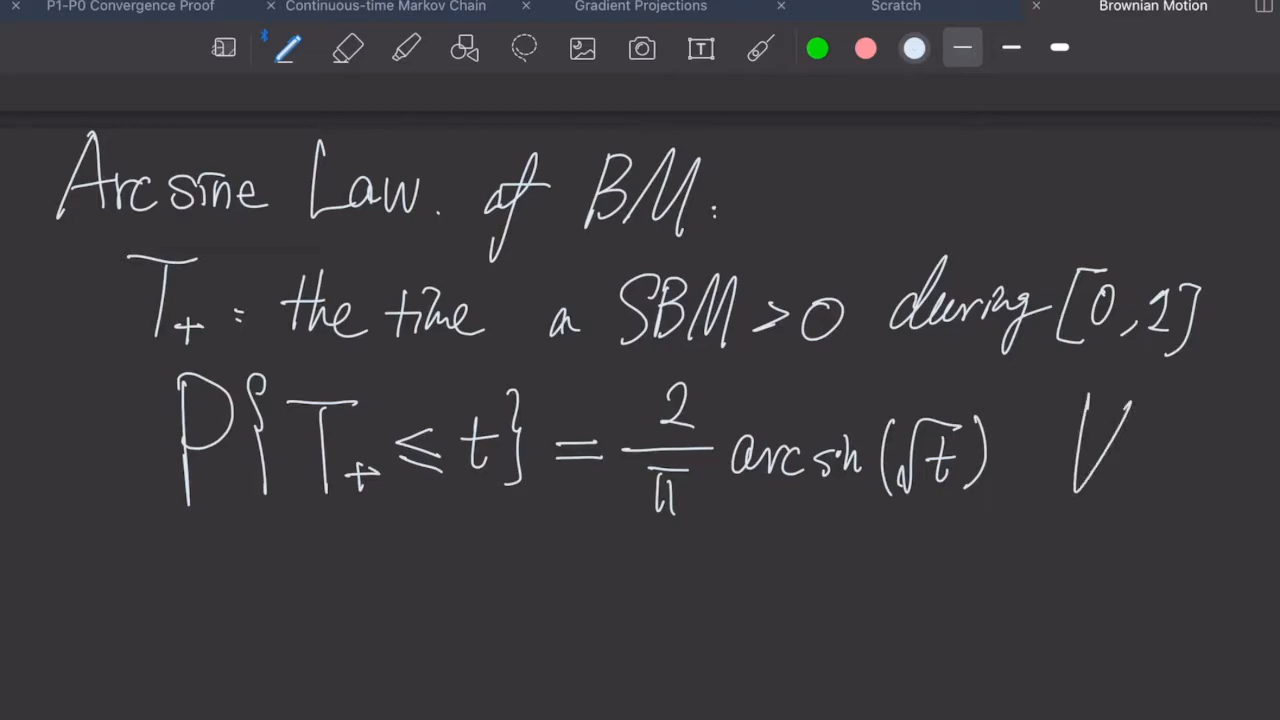 P1-P0 Convergence Proof Continuous-time Markov Chain Gradient Projections Scratch Brownian Motion
T
Arcsine Law. of BM:
T₊ = the time a SBM > 0 during [0,1]
P{T₊ ≤ t} = 2/π arcsin(√t) V